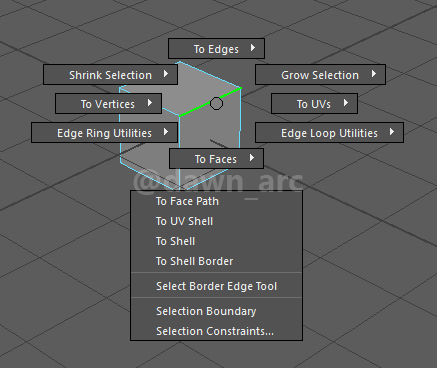 To Edges
Shrink Selection
Grow Selection
To Vertices
To UVs
Edge Ring Utilities
Edge Loop Utilities
To Faces
@dawn_arc
To Face Path
To UV Shell
To Shell
To Shell Border
Select Border Edge Tool
Selection Boundary
Selection Constraints...